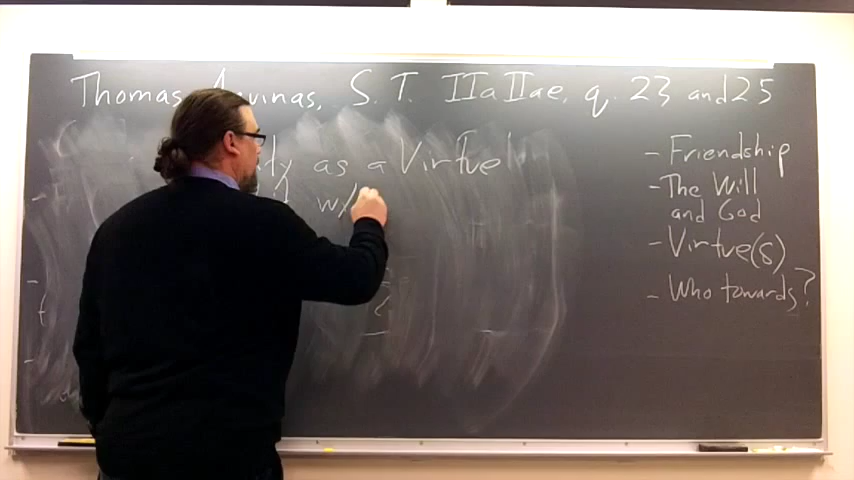 Thomas Aquinas, S. T. IIaIIae, q. 23 and 25
as a Virtue
w/
- Friendship
- The Will
and God
- Virtue(s)
- Who towards?